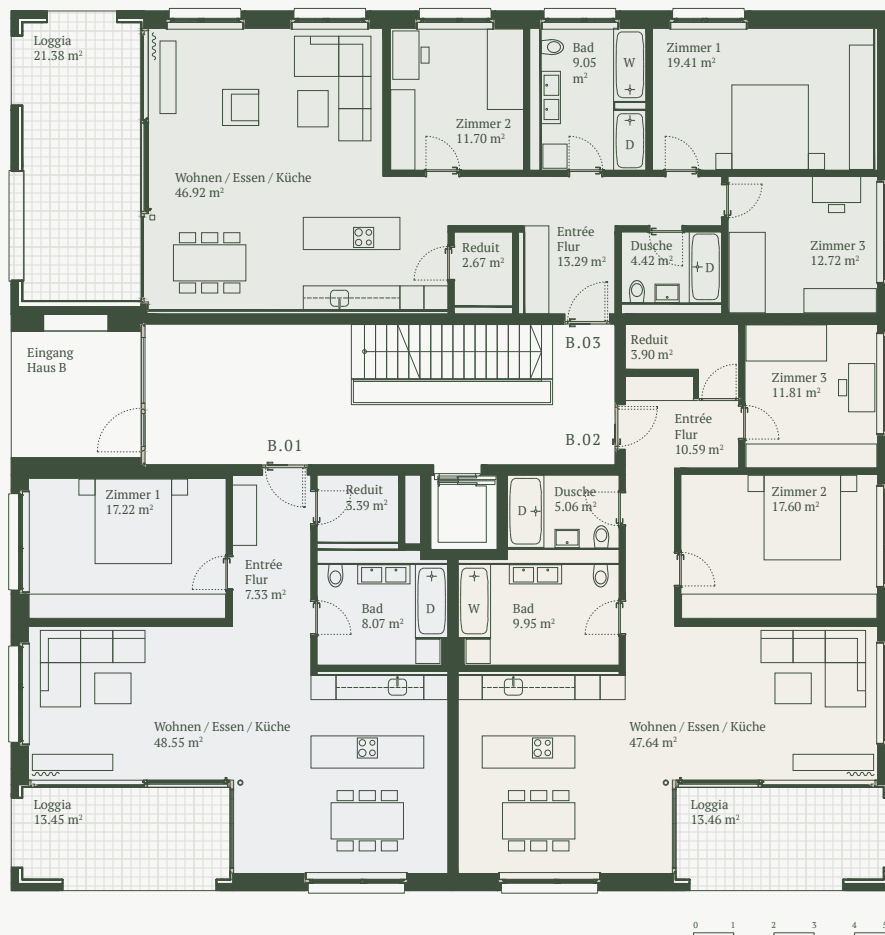 Loggia
21.38 m²
Bad
9.05
m²
W
Zimmer 1
19.41 m²
Zimmer 2
11.70 m²
D
Wohnen / Essen / Küche
46.92 m²
Reduit
2.67 m²
Entrée
Flur
13.29 m²
Dusche
4.42 m²
D
Zimmer 3
12.72 m²
Eingang
Haus B
B.03
Reduit
3.90 m²
Zimmer 3
11.81 m²
B.01
B.02
Entrée
Flur
10.59 m²
Zimmer 1
17.22 m²
Reduit
3.39 m²
D
Dusche
5.06 m²
Zimmer 2
17.60 m²
Entrée
Flur
7.33 m²
Bad
8.07 m²
D
W
Bad
9.95 m²
Wohnen / Essen / Küche
48.55 m²
Wohnen / Essen / Küche
47.64 m²
Loggia
13.45 m²
Loggia
13.46 m²
0 1 2 3 4